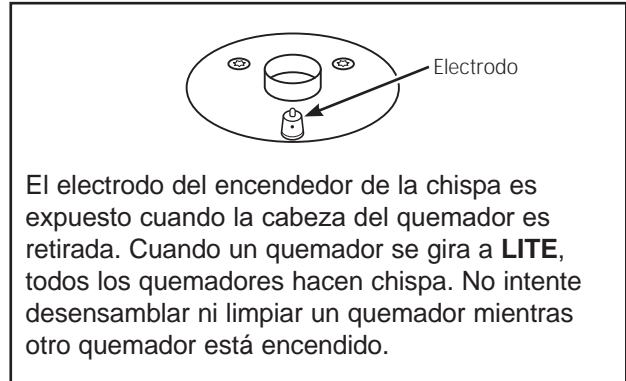 Electrodo
El electrodo del encendedor de la chispa es
expuesto cuando la cabeza del quemador es
retirada. Cuando un quemador se gira a LITE,
todos los quemadores hacen chispa. No intente
desensamblar ni limpiar un quemador mientras
otro quemador está encendido.